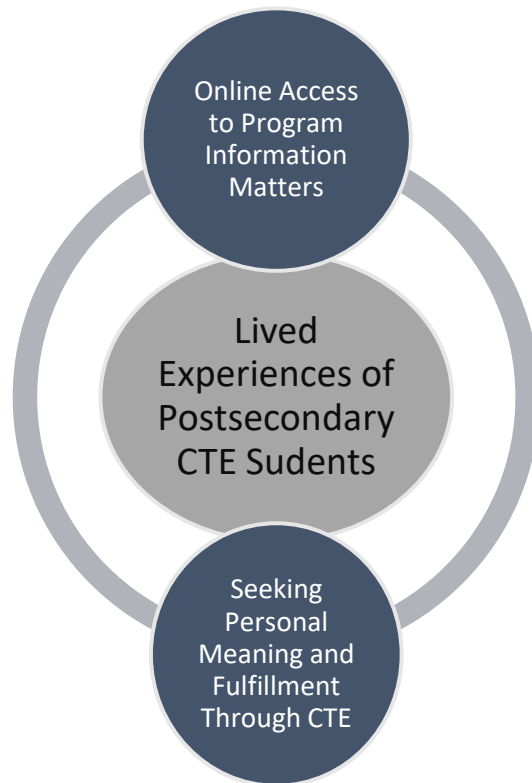 Online Access
to Program
Information
Matters
Lived
Experiences of
Postsecondary
CTE Sudents
Seeking
Personal
Meaning and
Fulfillment
Through CTE